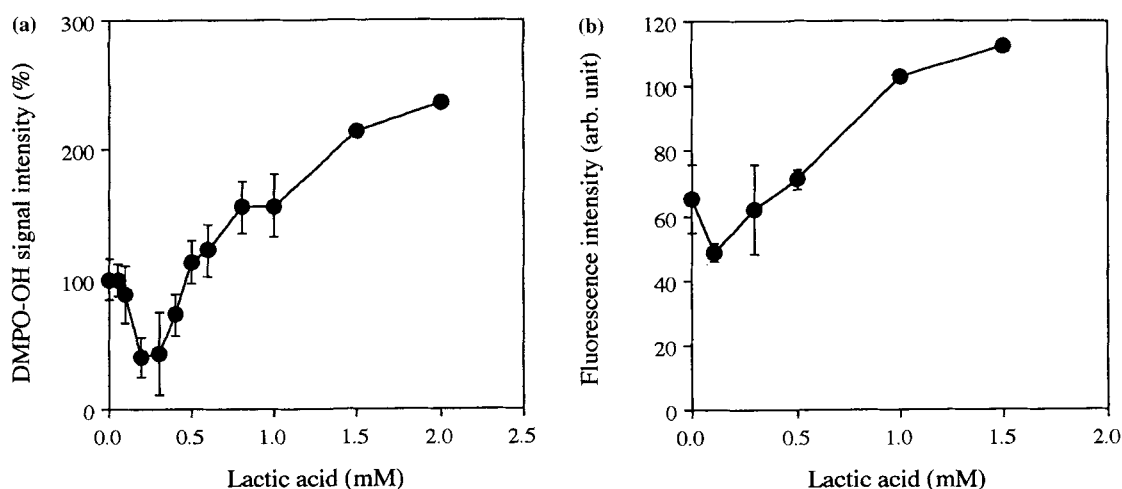 (a)
DMPO-OH signal intensity (%)
300
200
100
0
0.0 0.5 1.0 1.5 2.0 2.5
Lactic acid (mM)
(b)
Fluorescence intensity (arb. unit)
120
100
80
60
40
20
0
0.0 0.5 1.0 1.5 2.0
Lactic acid (mM)